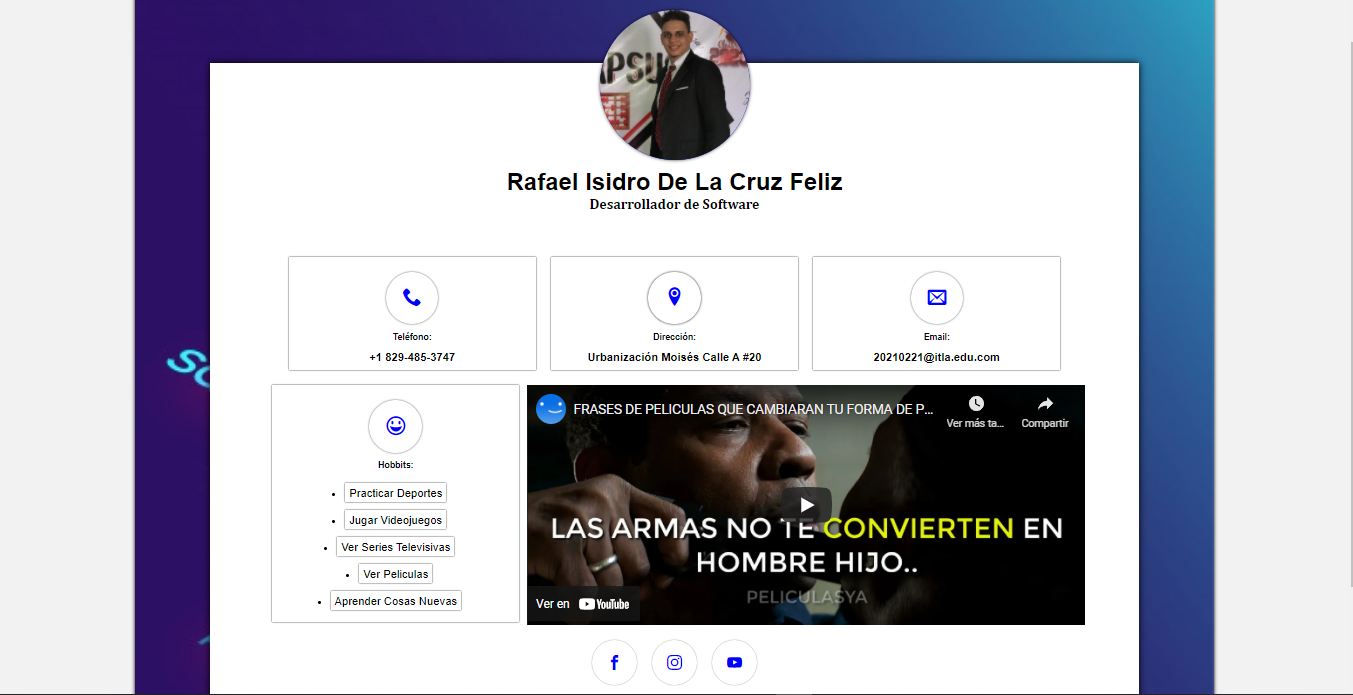 APSU
Rafael Isidro De La Cruz Feliz
Desarrollador de Software
Teléfono:
+1 829-485-3747
Dirección:
Urbanización Moisés Calle A #20
Email:
20210221@itla.edu.com
Hobbits:
Practicar Deportes
Jugar Videojuegos
Ver Series Televisivas
Ver Peliculas
Aprender Cosas Nuevas
FRASES DE PELICULAS QUE CAMBIARAN TU FORMA DE P...
Ver más ta...
Compartir
LAS ARMAS NO TE CONVIERTEN EN
HOMBRE HIJO..
PELICULASYA
Ver en YouTube